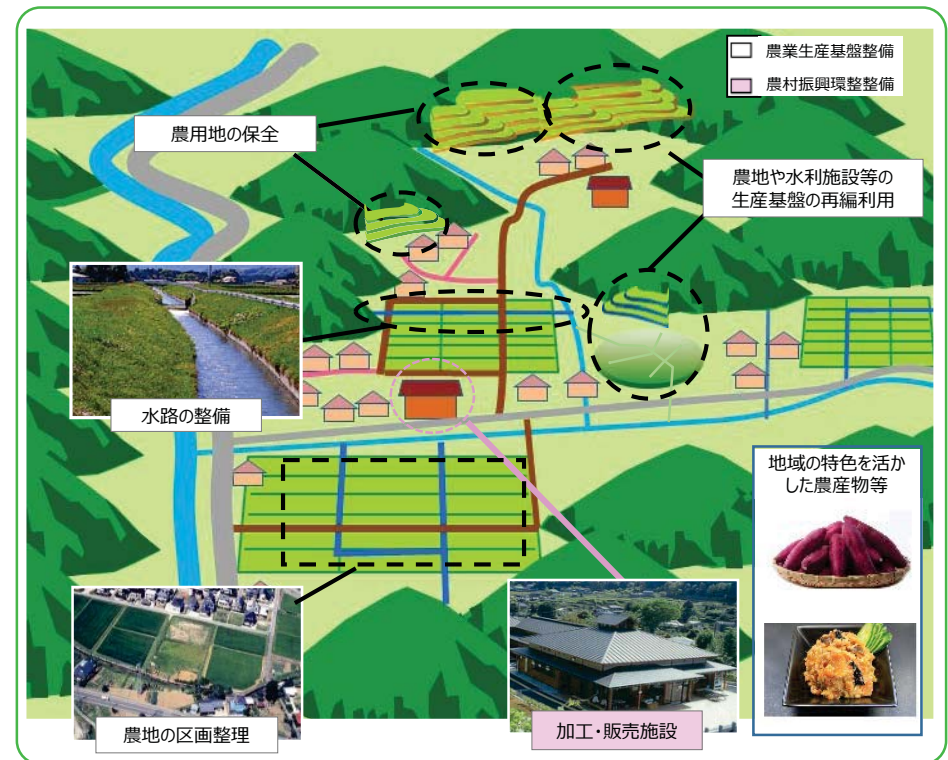 農業生産基盤整備
農村振興環整整備
農用地の保全
農地や水利施設等の
生産基盤の再編利用
水路の整備
地域の特色を活か
した農産物等
農地の区画整理
加工・販売施設